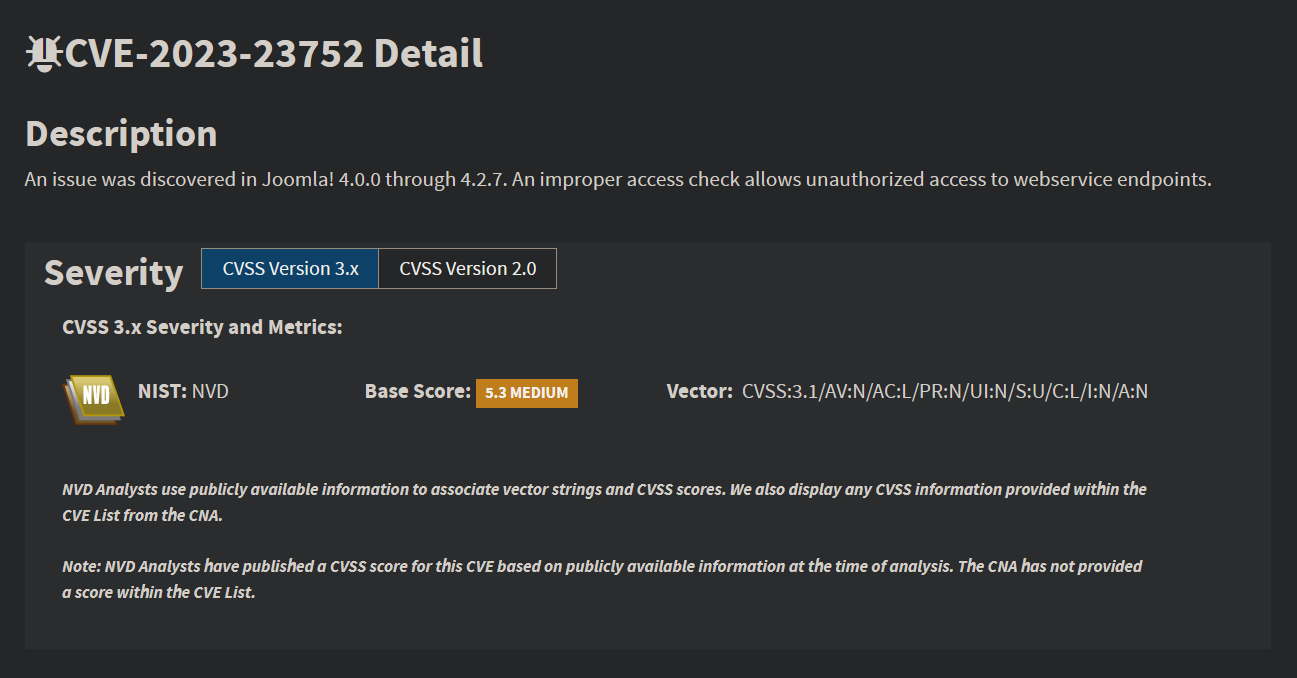 CVE-2023-23752 Detail
Description
An issue was discovered in Joomla! 4.0.0 through 4.2.7. An improper access check allows unauthorized access to webservice endpoints.
Severity CVSS Version 3.x CVSS Version 2.0
CVSS 3.x Severity and Metrics:
NVD NIST: NVD Base Score: 5.3 MEDIUM Vector: CVSS:3.1/AV:N/AC:L/PR:N/UI:N/S:U/C:L/I:N/A:N
NVD Analysts use publicly available information to associate vector strings and CVSS scores. We also display any CVSS information provided within the
CVE List from the CNA.
Note: NVD Analysts have published a CVSS score for this CVE based on publicly available information at the time of analysis. The CNA has not provided
a score within the CVE List.